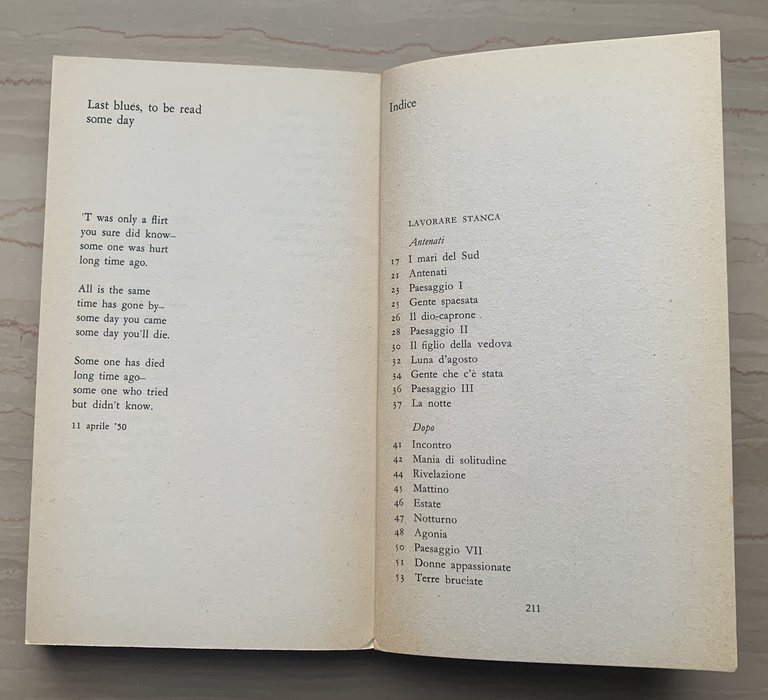 Last blues, to be read
some day
'T was only a flirt
you sure did know—
some one was hurt
long time ago.
All is the same
time has gone by—
some day you came
some day you'll die.
Some one has died
long time ago—
some one who tried
but didn't know.
11 aprile '50
Indice
LAVORARE STANCA
Antenati
17 I mari del Sud
21 Antenati
23 Paesaggio I
25 Gente spaesata
26 Il dio-caprone
28 Paesaggio II
30 Il figlio della vedova
32 Luna d'agosto
34 Gente che c'è stata
36 Paesaggio III
37 La notte
Dopo
41 Incontro
42 Mania di solitudine
44 Rivelazione
45 Mattino
46 Estate
47 Notturno
48 Agonia
50 Paesaggio VII
51 Donne appassionate
53 Terre bruciate
211